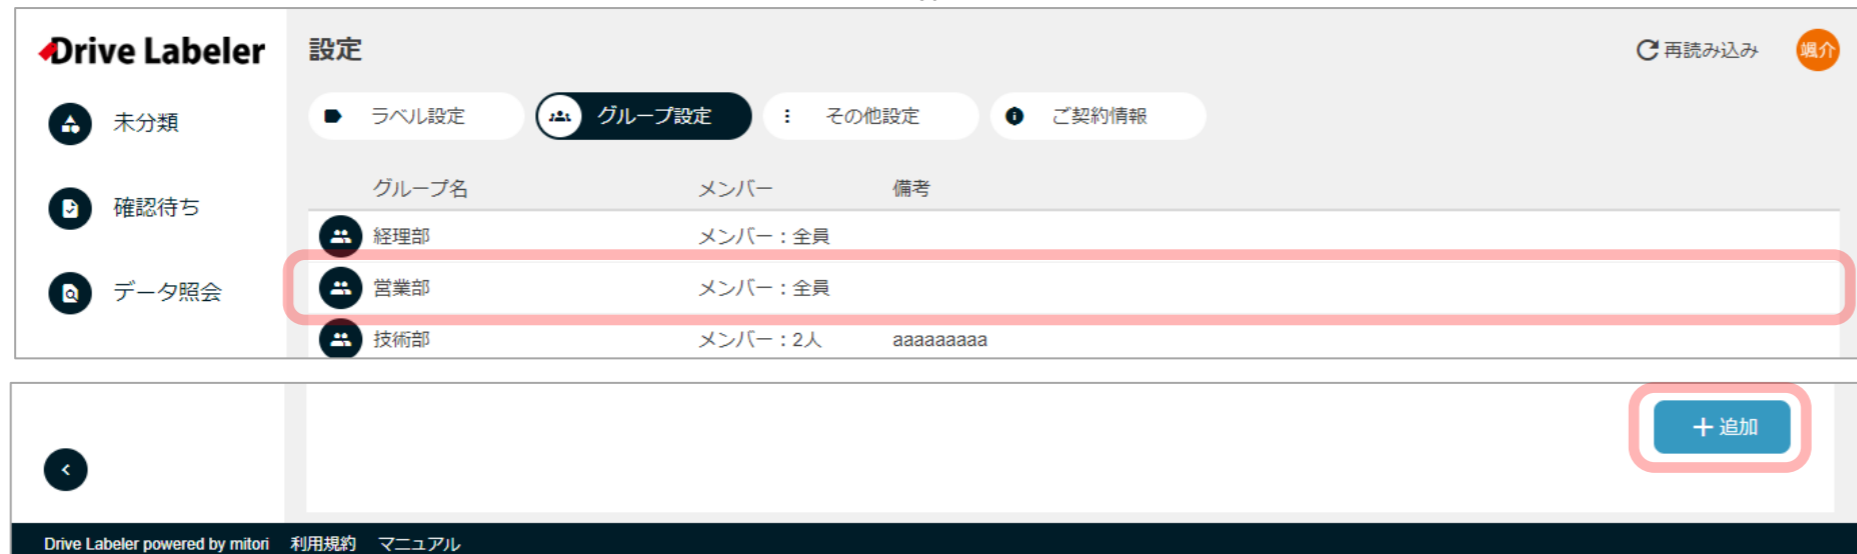 Drive Labeler
設定
再読み込み
颯介
未分類
確認待ち
データ照会
ラベル設定
グループ設定
その他設定
ご契約情報
グループ名 メンバー 備考
経理部 メンバー：全員
営業部 メンバー：全員
技術部 メンバー：2人 aaaaaaaaa
＋追加
Drive Labeler powered by mitori 利用規約 マニュアル